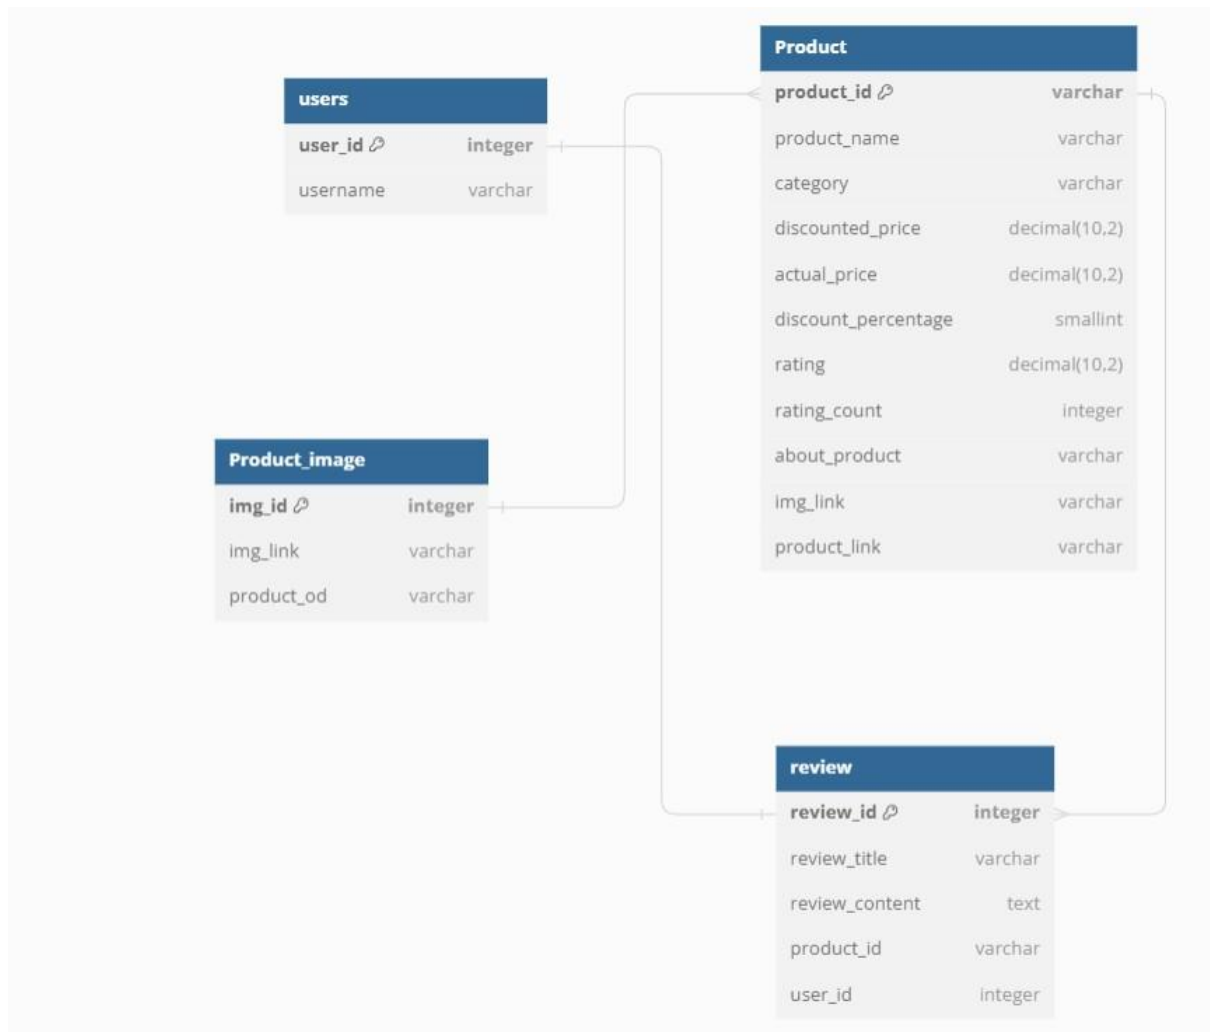 users
user_id integer
username varchar
Product
product_id varchar
product_name varchar
category varchar
discounted_price decimal(10,2)
actual_price decimal(10,2)
discount_percentage smallint
rating decimal(10,2)
rating_count integer
about_product varchar
img_link varchar
product_link varchar
Product_image
img_id integer
img_link varchar
product_od varchar
review
review_id integer
review_title varchar
review_content text
product_id varchar
user_id integer